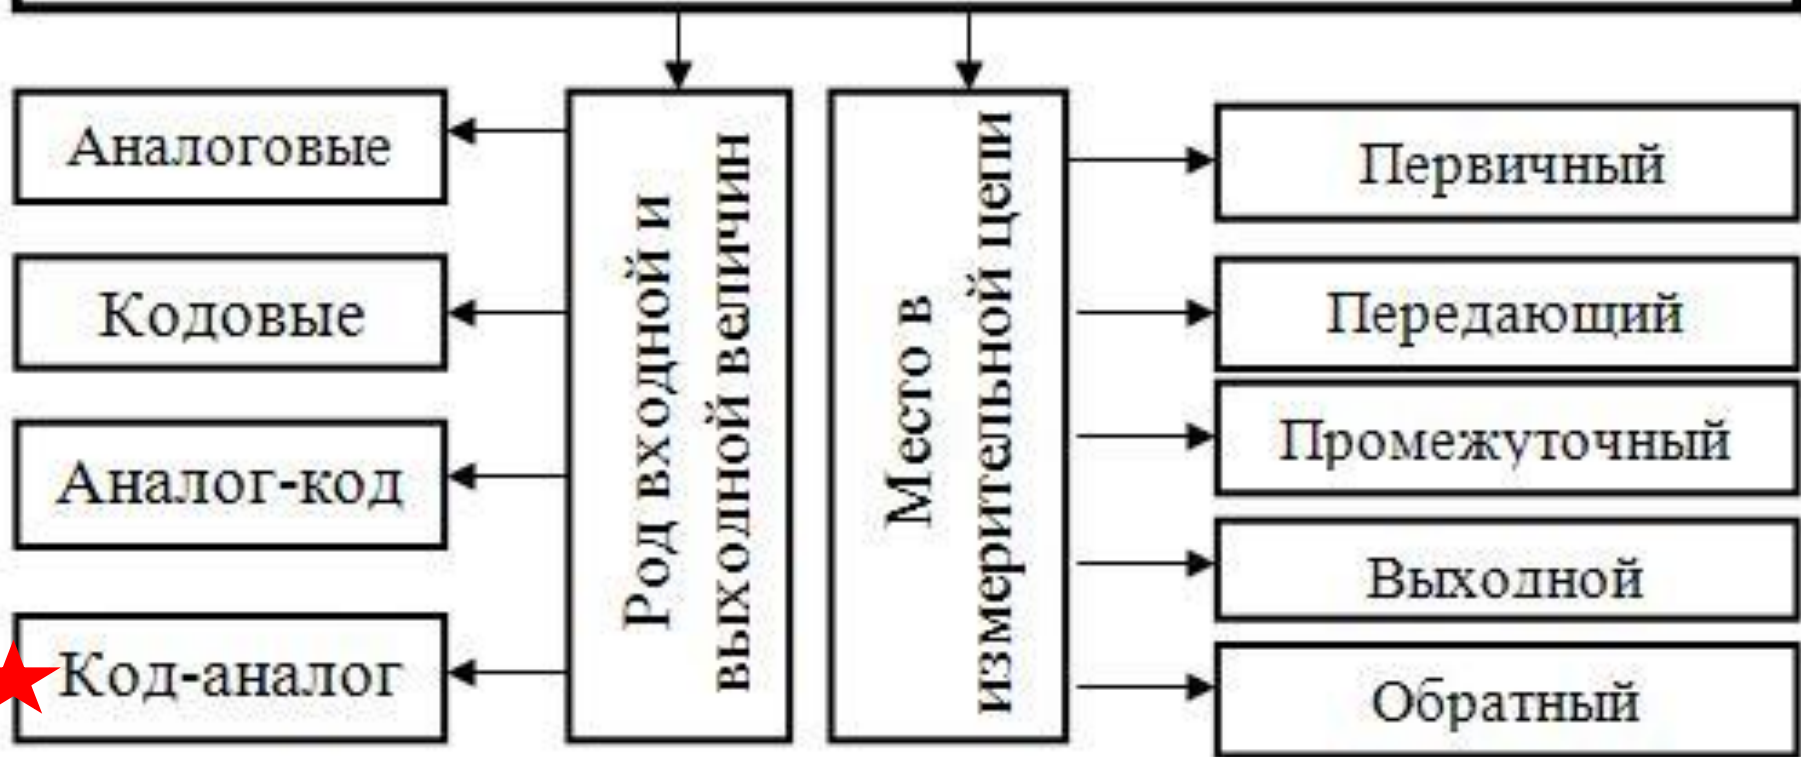 Аналоговые
Кодовые
Аналог-код
Код-аналог
Род входной и
выходной величин
Место в
измерительной цепи
Первичный
Передающий
Промежуточный
Выходной
Обратный